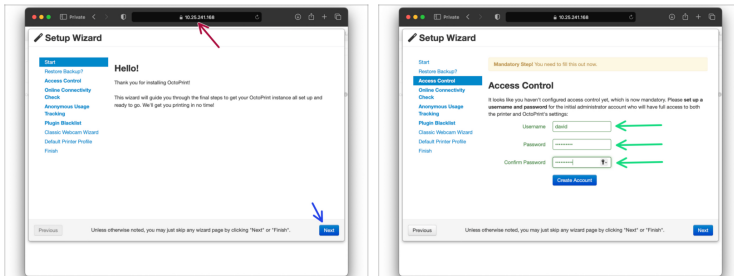 Private
10.25.241.168
Setup Wizard
Start
Restore Backup?
Access Control
Online Connectivity
Check
Anonymous Usage
Tracking
Plugin Blacklist
Classic Webcam Wizard
Default Printer Profile
Finish
Hello!
Thank you for installing OctoPrint!
This wizard will guide you through the final steps to get your OctoPrint instance all set up and
ready to go. We'll get you printing in no time!
Previous
Unless otherwise noted, you may just skip any wizard page by clicking "Next" or "Finish".
Next
Private
10.25.241.168
Setup Wizard
Start
Restore Backup?
Access Control
Online Connectivity
Check
Anonymous Usage
Tracking
Plugin Blacklist
Classic Webcam Wizard
Default Printer Profile
Finish
Mandatory Step! You need to fill this out now.
Access Control
It looks like you haven't configured access control yet, which is now mandatory. Please set up a
username and password for the initial administrator account who will have full access to both
the printer and OctoPrint's settings:
Username david
Password ••••••••
Confirm Password ••••••••
Create Account
Previous
Unless otherwise noted, you may just skip any wizard page by clicking "Next" or "Finish".
Next